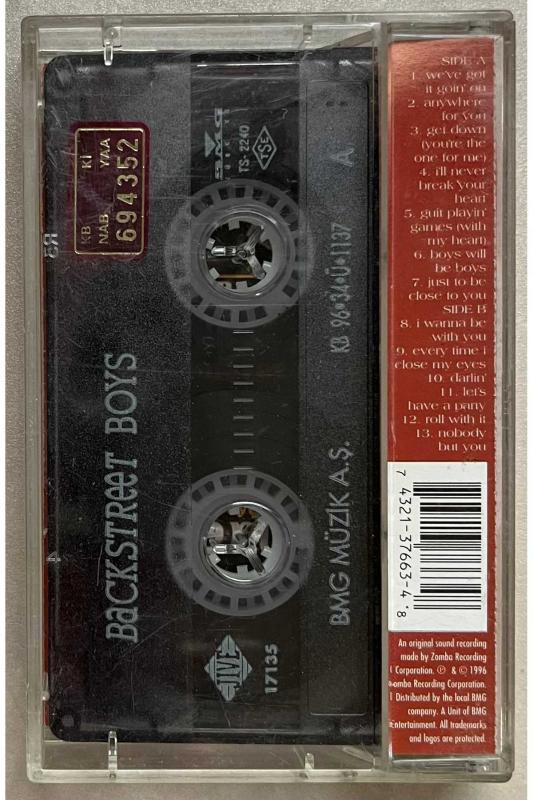 BACKSTREET BOYS
KB Kİ
NAB YAA
694352
BMG
TS-2240
TSE
A
KB.96.34.Ü.1137
BMG MÜZİK A.Ş.
JIVE
17135
SIDE A
1. we've got
it goin' on
2. anywhere
for you
3. get down
(you're the
one for me)
4. i'll never
break your
heart
5. quit playin'
games (with
my heart)
6. boys will
be boys
7. just to be
close to you
SIDE B
8. i wanna be
with you
9. every time i
close my eyes
10. darlin'
11. let's
have a party
12. roll with it
13. nobody
but you
7 4321-37663-4 8
An original sound recording
made by Zomba Recording
Corporation. ℗ & © 1996
Zomba Recording Corporation.
Distributed by the local BMG
company. A Unit of BMG
Entertainment. All trademarks
and logos are protected.